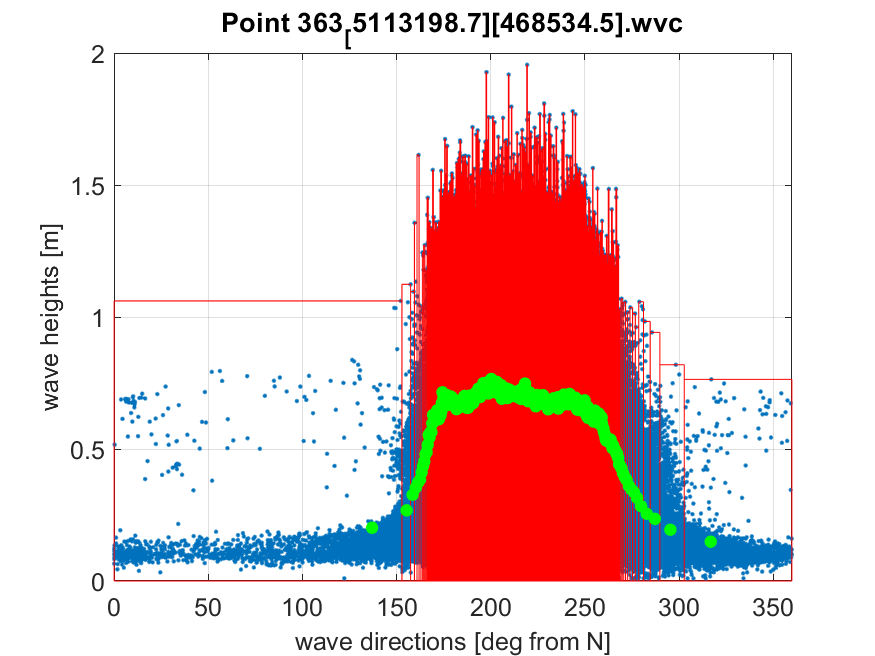 Point 363[5113198.7][468534.5].wvc
2
1.5
1
0.5
0
wave heights [m]
0 50 100 150 200 250 300 350
wave directions [deg from N]